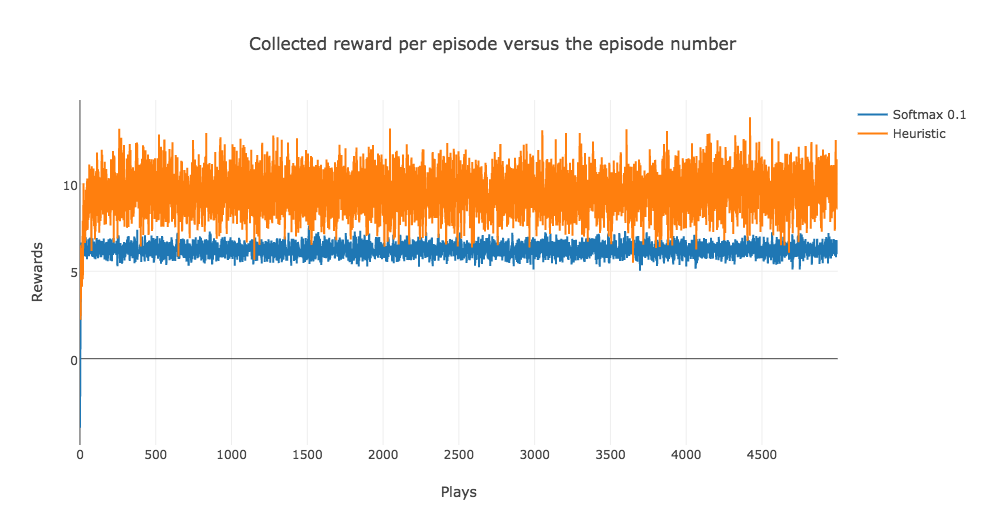 Collected reward per episode versus the episode number
Softmax 0.1
Heuristic
10
5
0
Rewards
0 500 1000 1500 2000 2500 3000 3500 4000 4500
Plays